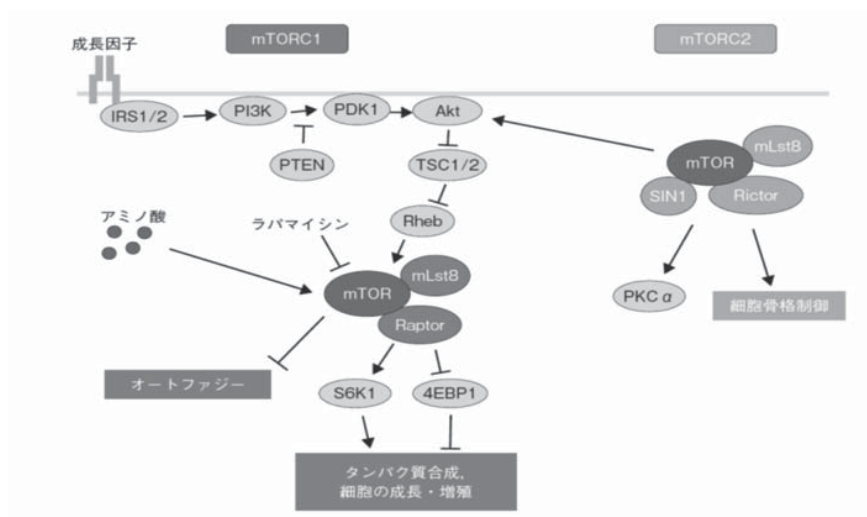 成長因子
mTORC1
mTORC2
IRS1/2
PI3K
PDK1
Akt
PTEN
TSC1/2
mTOR
mLst8
SIN1
Rictor
アミノ酸
ラパマイシン
Rheb
mTOR
mLst8
Raptor
PKC α
細胞骨格制御
オートファジー
S6K1
4EBP1
タンパク質合成,
細胞の成長・増殖